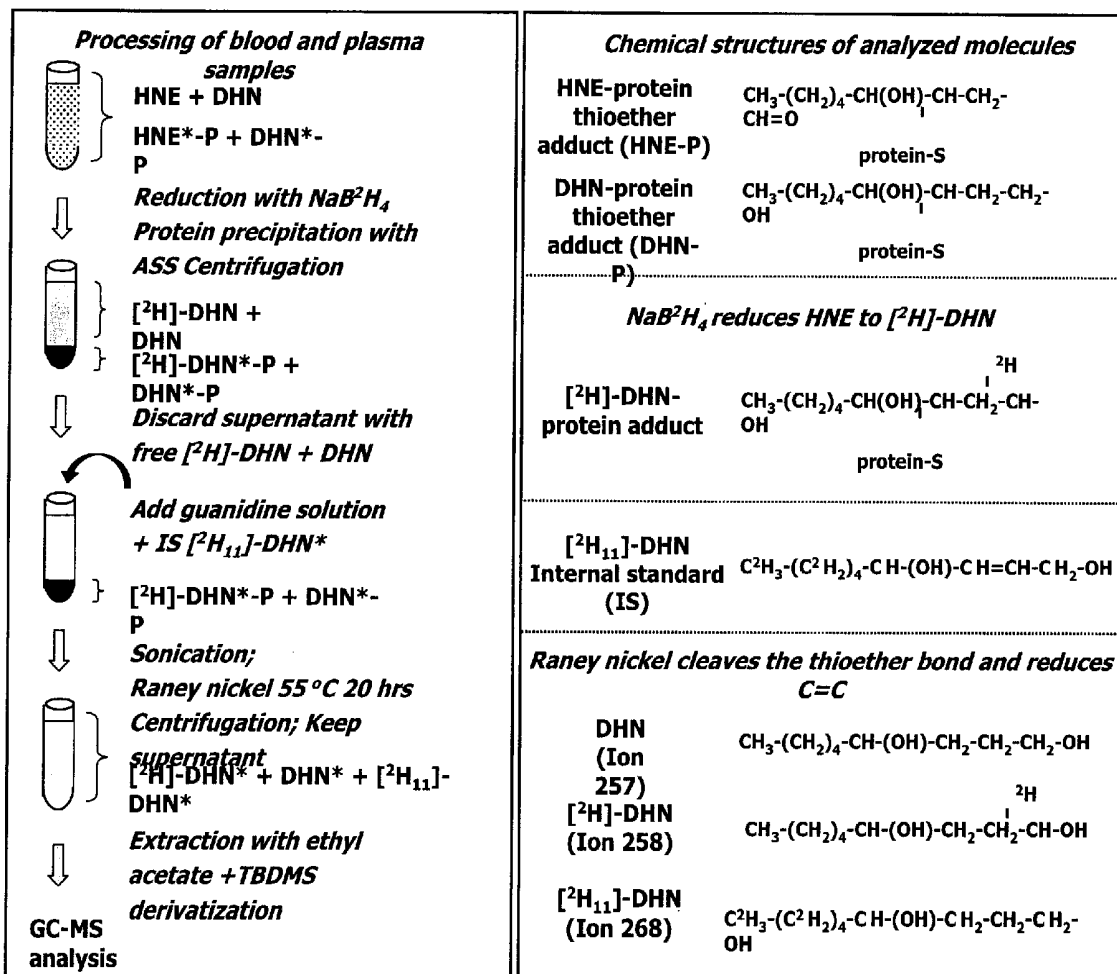 Processing of blood and plasma
samples
HNE + DHN
HNE*-P + DHN*-
P
Reduction with NaB²H₄
Protein precipitation with
ASS Centrifugation
[²H]-DHN +
DHN
[²H]-DHN*-P +
DHN*-P
Discard supernatant with
free [²H]-DHN + DHN
Add guanidine solution
+ IS [²H₁₁]-DHN*
[²H]-DHN*-P + DHN*-
P
Sonication;
Raney nickel 55 °C 20 hrs
Centrifugation; Keep
supernatant
[²H]-DHN* + DHN* + [²H₁₁]-
DHN*
Extraction with ethyl
acetate +TBDMS
derivatization
GC-MS
analysis
Chemical structures of analyzed molecules
HNE-protein
thioether
adduct (HNE-P)
CH₃-(CH₂)₄-CH(OH)-CH-CH₂-
CH=O
protein-S
DHN-protein
thioether
adduct (DHN-
P)
CH₃-(CH₂)₄-CH(OH)-CH-CH₂-CH₂-
OH
protein-S
NaB²H₄ reduces HNE to [²H]-DHN
[²H]-DHN-
protein adduct
²H
CH₃-(CH₂)₄-CH(OH)-CH-CH₂-CH-
OH
protein-S
[²H₁₁]-DHN
Internal standard
(IS)
C²H₃-(C²H₂)₄-CH-(OH)-CH=CH-CH₂-OH
Raney nickel cleaves the thioether bond and reduces
C=C
DHN
(Ion
257)
CH₃-(CH₂)₄-CH-(OH)-CH₂-CH₂-CH₂-OH
[²H]-DHN
(Ion 258)
²H
CH₃-(CH₂)₄-CH-(OH)-CH₂-CH₂-CH-OH
[²H₁₁]-DHN
(Ion 268)
C²H₃-(C²H₂)₄-CH-(OH)-CH₂-CH₂-CH₂-
OH